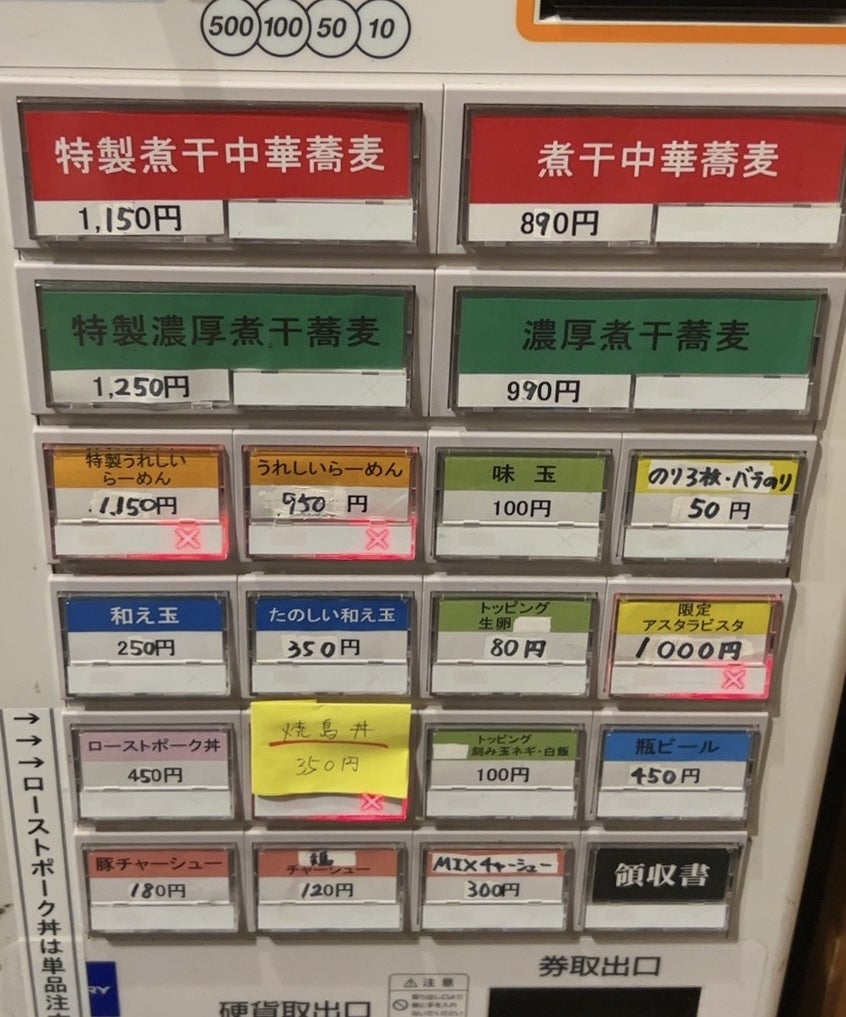 500 100 50 10
特製煮干中華蕎麦
1,150円
煮干中華蕎麦
890円
特製濃厚煮干蕎麦
1,250円
濃厚煮干蕎麦
990円
特製うれしい
らーめん
1,150円
うれしいらーめん
950円
味玉
100円
のり3枚・バラのり
50円
和え玉
250円
たのしい和え玉
350円
トッピング
生卵
80円
限定
アスタラビスタ
1000円
ローストポーク丼
450円
焼鳥丼
350円
トッピング
刻み玉ネギ・白飯
100円
瓶ビール
450円
豚チャーシュー
180円
鶏
チャーシュー
120円
MIXチャーシュー
300円
領収書
→→→ローストポーク丼は単品注
RY
硬貨取出口
⚠注意
券取出口